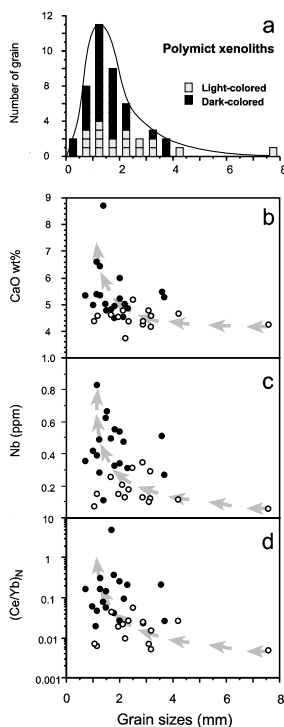 a
12
10
8
6
4
2
0
Number of grain
Polymict xenoliths
Light-colored
Dark-colored
0 2 4 6 8
b
9
8
7
6
5
4
CaO wt%
1.0
c
0.8
0.6
0.4
0.2
Nb (ppm)
10
d
1
0.1
0.01
0.001
(Ce/Yb)N
0 2 4 6 8
Grain sizes (mm)